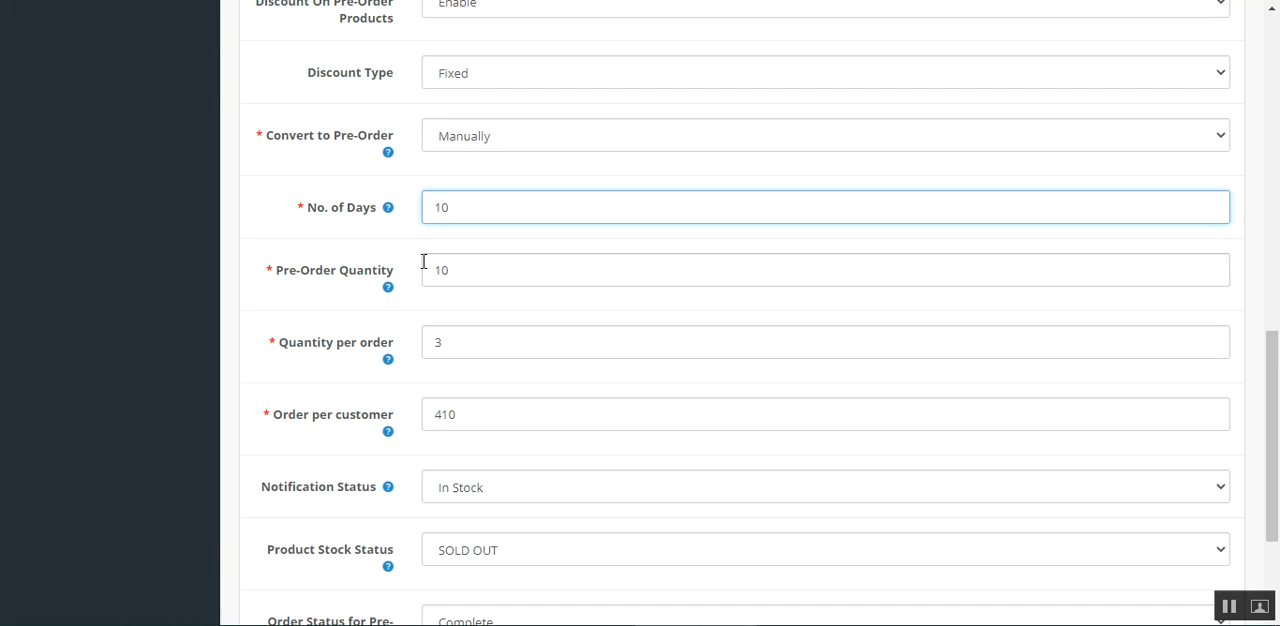 Discount On Pre-Order
Products
Enable
Discount Type
Fixed
* Convert to Pre-Order
Manually
* No. of Days
10
* Pre-Order Quantity
10
* Quantity per order
3
* Order per customer
410
Notification Status
In Stock
Product Stock Status
SOLD OUT
Order Status for Pre-
Complete